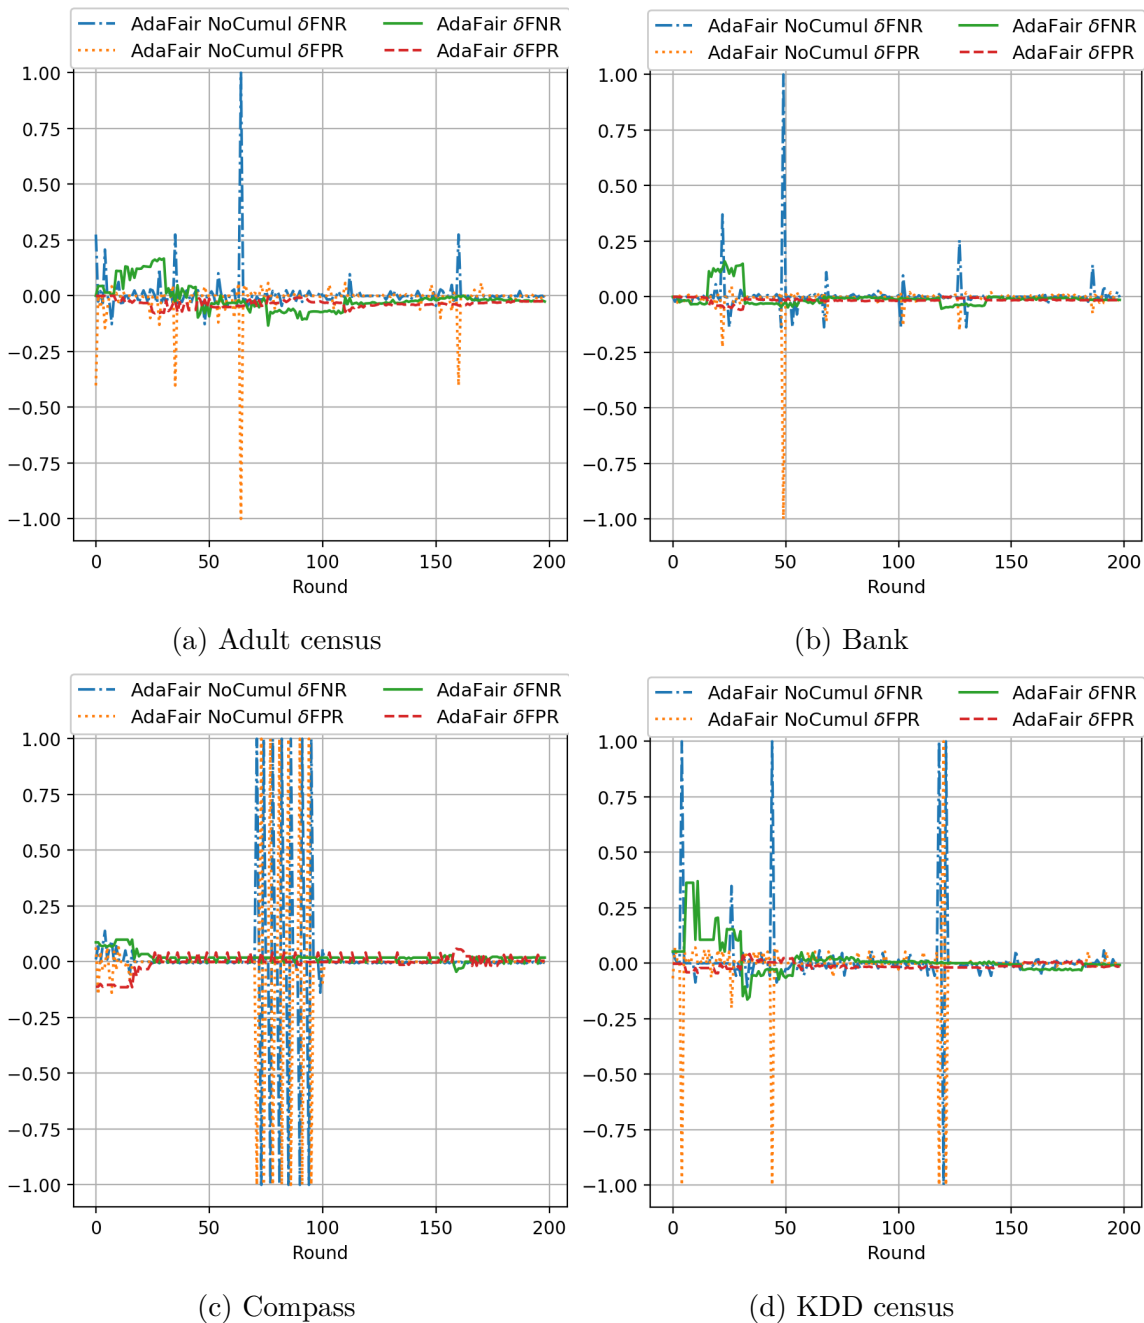 AdaFair NoCumul δFNR AdaFair δFNR
AdaFair NoCumul δFPR AdaFair δFPR
1.00
0.75
0.50
0.25
0.00
−0.25
−0.50
−0.75
−1.00
0 50 100 150 200
Round
(a) Adult census
AdaFair NoCumul δFNR AdaFair δFNR
AdaFair NoCumul δFPR AdaFair δFPR
1.00
0.75
0.50
0.25
0.00
−0.25
−0.50
−0.75
−1.00
0 50 100 150 200
Round
(b) Bank
AdaFair NoCumul δFNR AdaFair δFNR
AdaFair NoCumul δFPR AdaFair δFPR
1.00
0.75
0.50
0.25
0.00
−0.25
−0.50
−0.75
−1.00
0 50 100 150 200
Round
(c) Compass
AdaFair NoCumul δFNR AdaFair δFNR
AdaFair NoCumul δFPR AdaFair δFPR
1.00
0.75
0.50
0.25
0.00
−0.25
−0.50
−0.75
−1.00
0 50 100 150 200
Round
(d) KDD census